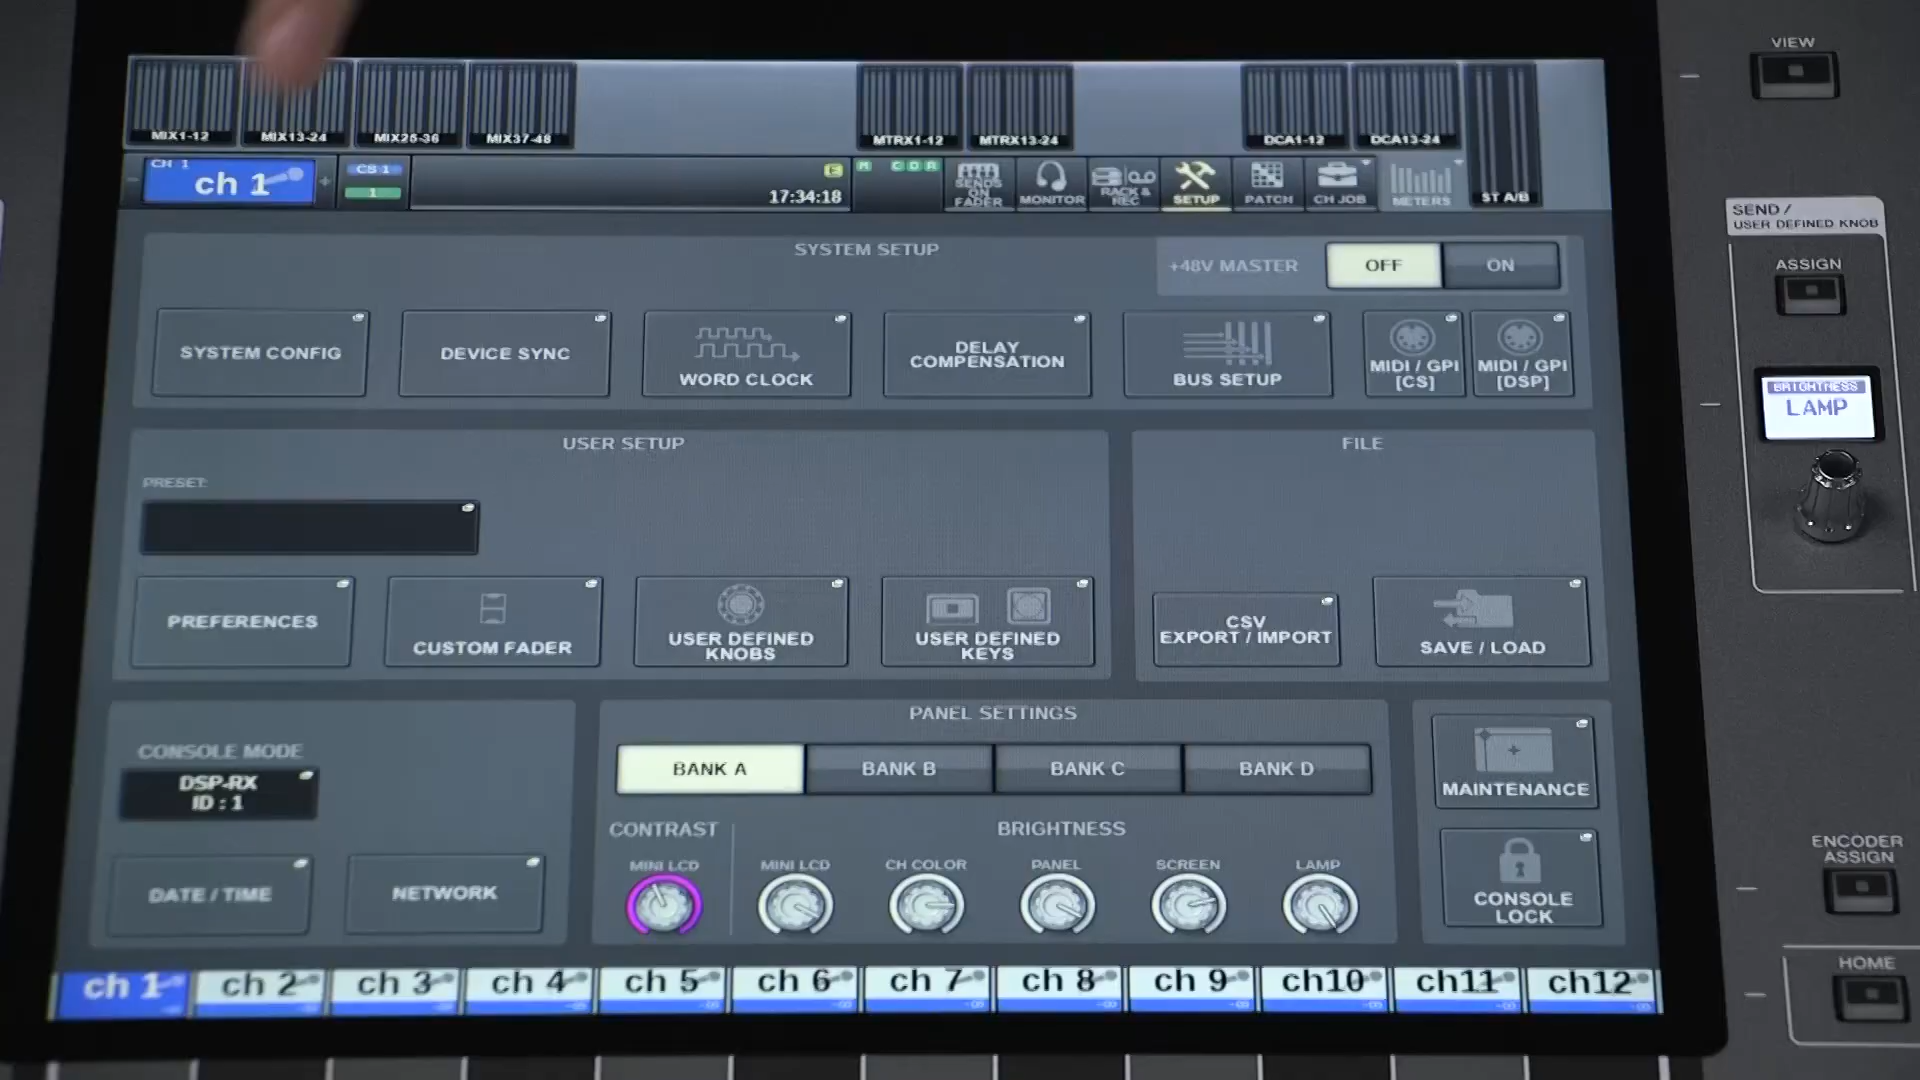 MIX1-12
MIX13-24
MIX25-36
MIX37-48
MTRX1-12
MTRX13-24
DCA1-12
DCA13-24
ST A/B
CH 1
ch 1
CS 1
1
E
17:34:18
M
C D R
SENDS
ON
FADER
MONITOR
RACK &
REC
SETUP
PATCH
CH JOB
METERS
SYSTEM SETUP
+48V MASTER
OFF
ON
SYSTEM CONFIG
DEVICE SYNC
WORD CLOCK
DELAY
COMPENSATION
BUS SETUP
MIDI / GPI
[CS]
MIDI / GPI
[DSP]
USER SETUP
PRESET
PREFERENCES
CUSTOM FADER
USER DEFINED
KNOBS
USER DEFINED
KEYS
FILE
CSV
EXPORT / IMPORT
SAVE / LOAD
CONSOLE MODE
DSP-RX
ID : 1
DATE / TIME
NETWORK
PANEL SETTINGS
BANK A
BANK B
BANK C
BANK D
CONTRAST
BRIGHTNESS
MINI LCD
MINI LCD
CH COLOR
PANEL
SCREEN
LAMP
MAINTENANCE
CONSOLE
LOCK
ch 1
ch 2
ch 3
ch 4
ch 5
ch 6
ch 7
ch 8
ch 9
ch10
ch11
ch12
VIEW
SEND /
USER DEFINED KNOB
ASSIGN
BRIGHTNESS
LAMP
ENCODER
ASSIGN
HOME